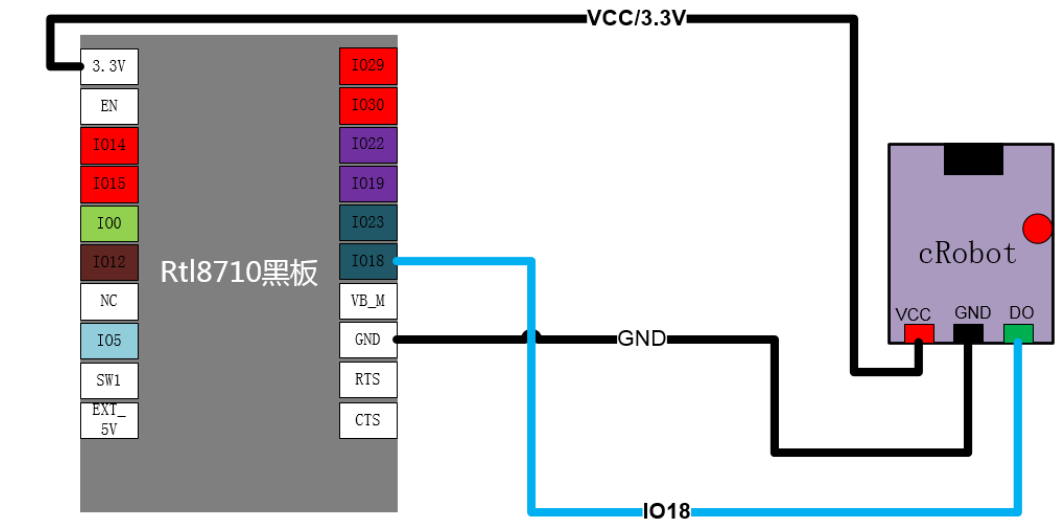 VCC/3.3V
3.3V
EN
IO14
IO15
IO0
IO12
NC
IO5
SW1
EXT_
5V
Rtl8710黑板
IO29
IO30
IO22
IO19
IO23
IO18
VB_M
GND
RTS
CTS
GND
IO18
cRobot
VCC
GND
DO